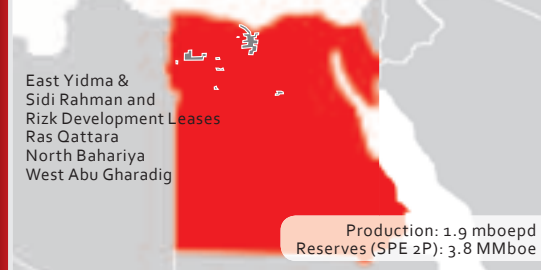 East Yidma &
Sidi Rahman and
Rizk Development Leases
Ras Qattara
North Bahariya
West Abu Gharadig
Production: 1.9 mboepd
Reserves (SPE 2P): 3.8 MMboe